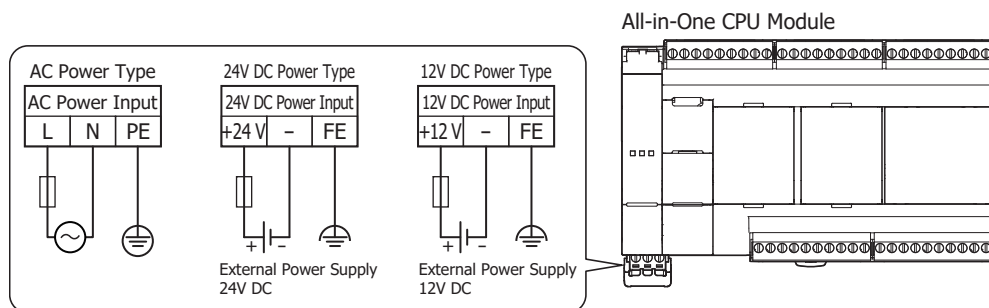 All-in-One CPU Module
AC Power Type
AC Power Input
L N PE
24V DC Power Type
24V DC Power Input
+24 V – FE
+ –
External Power Supply
24V DC
12V DC Power Type
12V DC Power Input
+12 V – FE
+ –
External Power Supply
12V DC